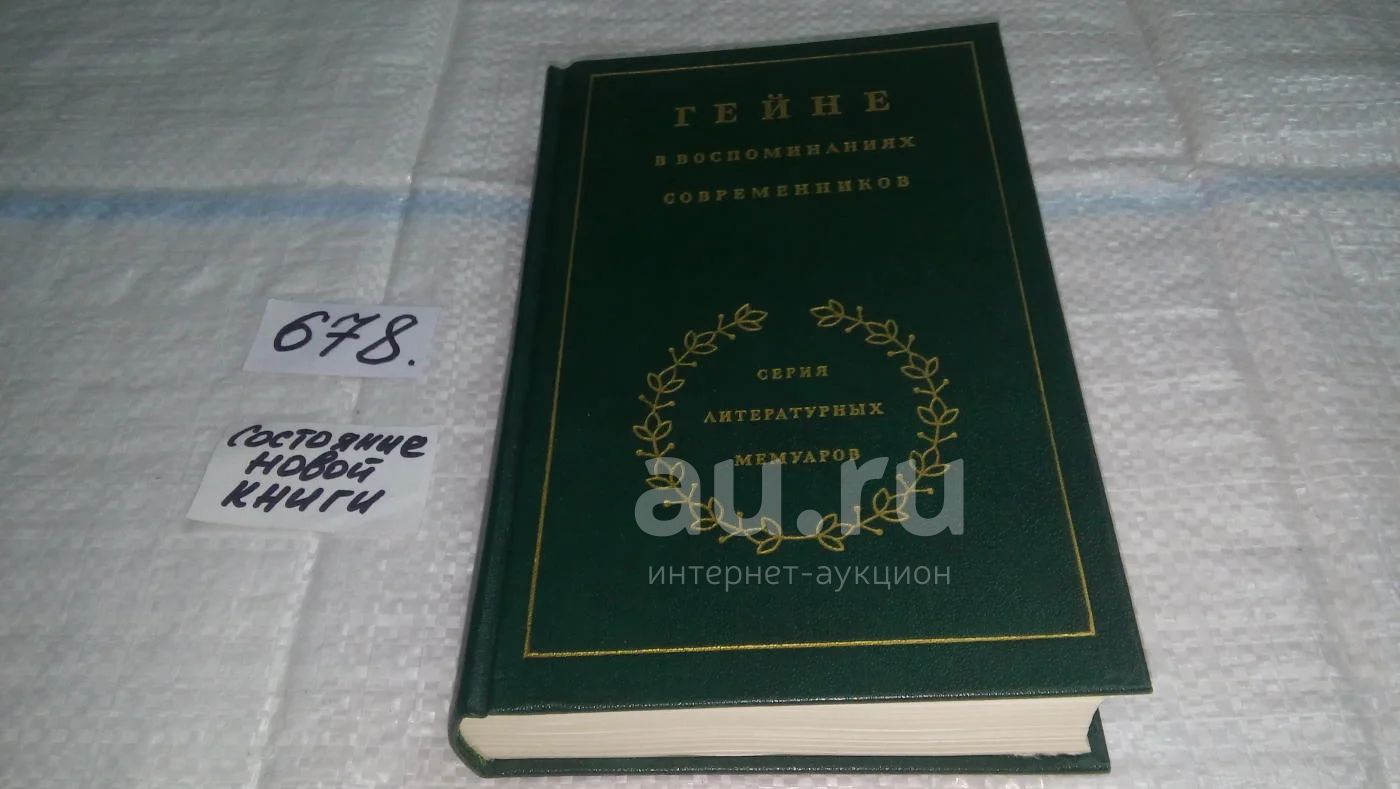 ГЕЙНЕ
В ВОСПОМИНАНИЯХ
СОВРЕМЕННИКОВ
СЕРИЯ
ЛИТЕРАТУРНЫХ
МЕМУАРОВ
678.
состояние
новой
книги
au.ru
интернет-аукцион